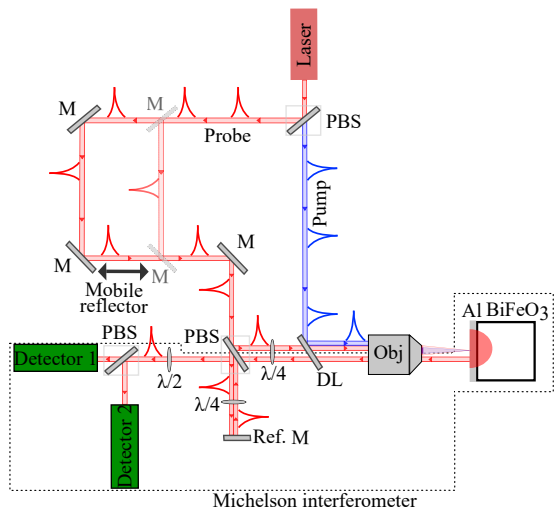 Laser
M
M
PBS
Probe
Pump
M
M
M
Mobile
reflector
Al BiFeO3
PBS
PBS
Detector 1
λ/2
λ/4
DL
Obj
λ/4
Detector 2
Ref. M
Michelson interferometer